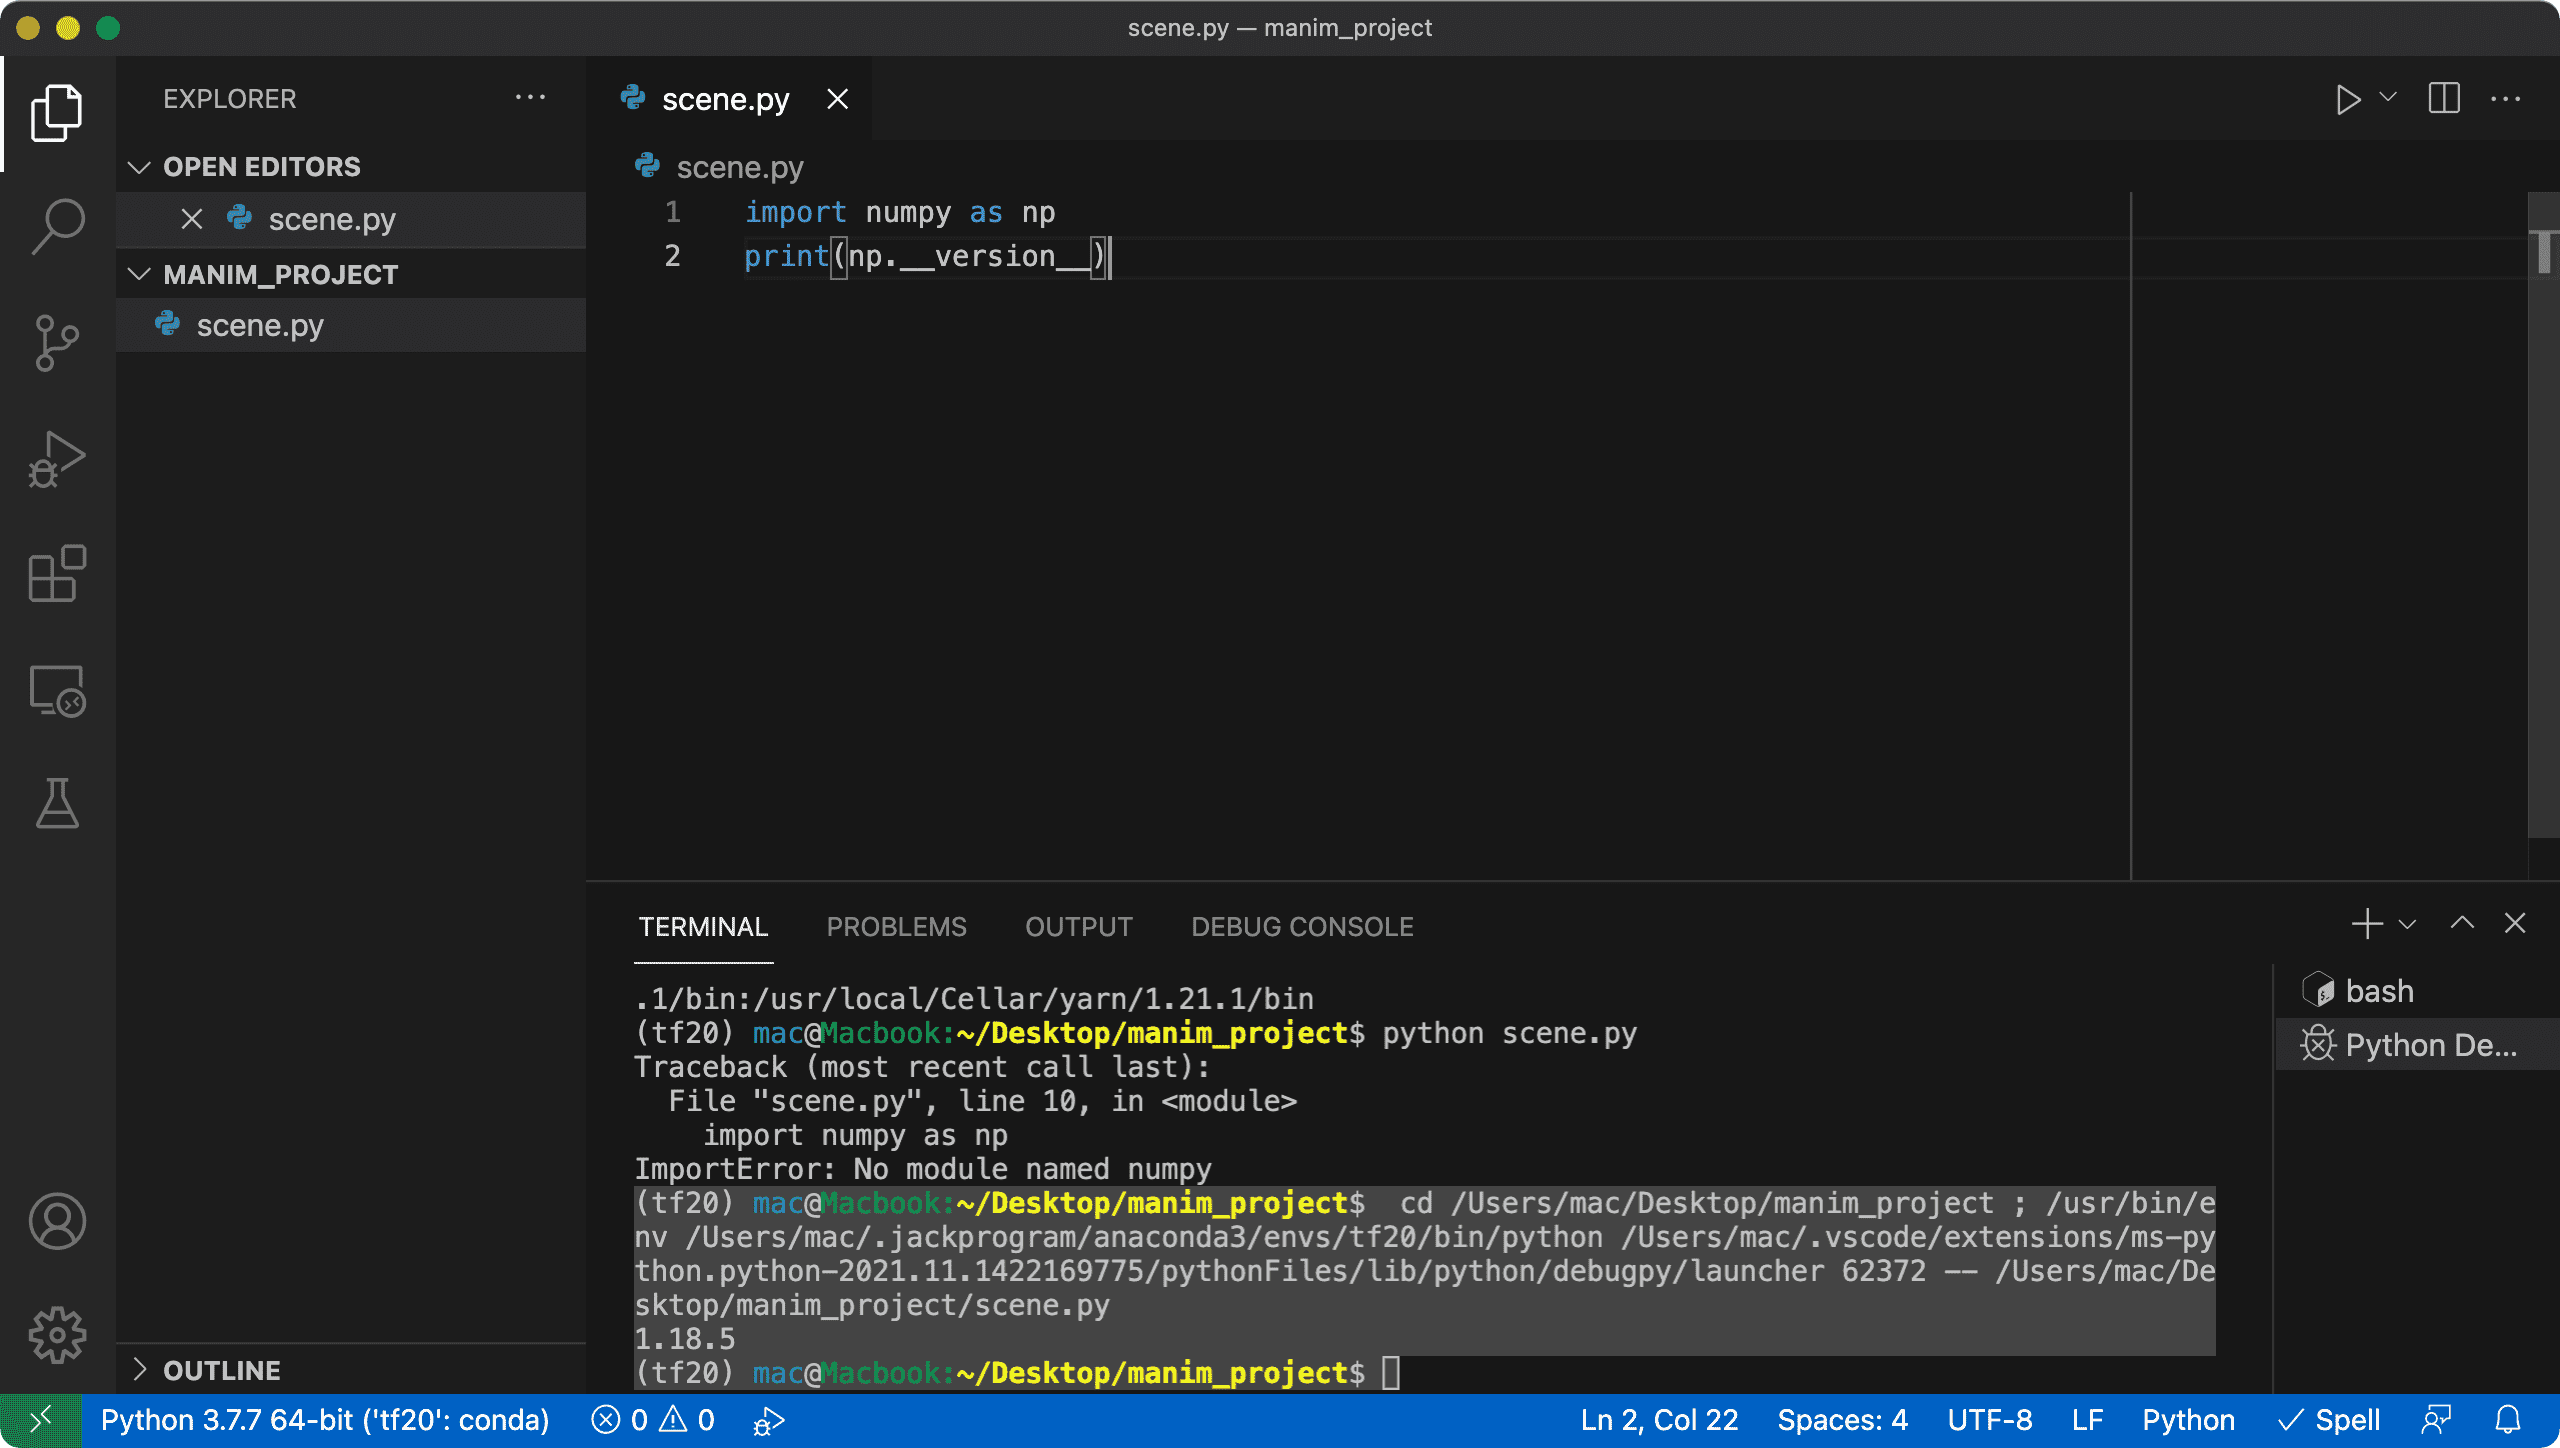 scene.py — manim_project
EXPLORER
OPEN EDITORS
scene.py
MANIM_PROJECT
scene.py
OUTLINE
scene.py
scene.py
1 import numpy as np
2 print(np.__version__)
TERMINAL PROBLEMS OUTPUT DEBUG CONSOLE
.1/bin:/usr/local/Cellar/yarn/1.21.1/bin
(tf20) mac@Macbook:~/Desktop/manim_project$ python scene.py
Traceback (most recent call last):
  File "scene.py", line 10, in <module>
    import numpy as np
ImportError: No module named numpy
(tf20) mac@Macbook:~/Desktop/manim_project$  cd /Users/mac/Desktop/manim_project ; /usr/bin/e
nv /Users/mac/.jackprogram/anaconda3/envs/tf20/bin/python /Users/mac/.vscode/extensions/ms-py
thon.python-2021.11.1422169775/pythonFiles/lib/python/debugpy/launcher 62372 -- /Users/mac/De
sktop/manim_project/scene.py
1.18.5
(tf20) mac@Macbook:~/Desktop/manim_project$
bash
Python De...
Python 3.7.7 64-bit ('tf20': conda) 0 0 Ln 2, Col 22 Spaces: 4 UTF-8 LF Python Spell